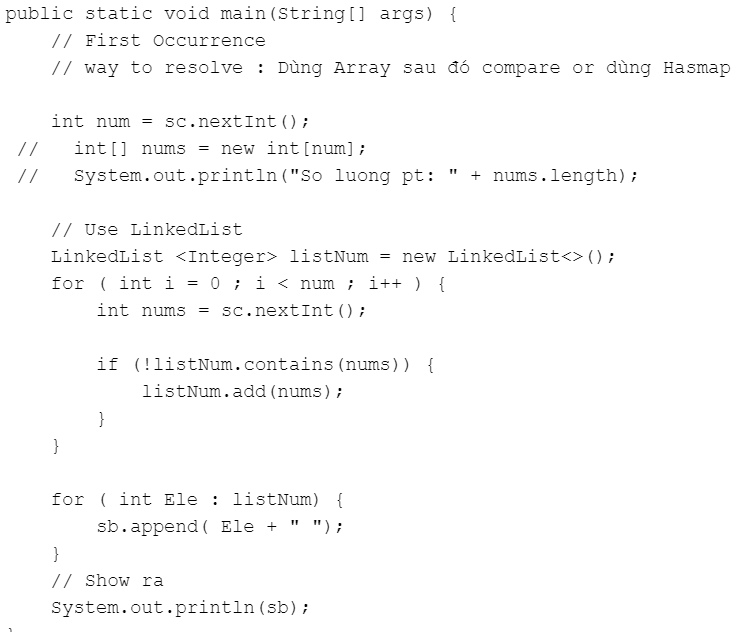 public static void main(String[] args) {
// First Occurrence
// way to resolve : Dùng Array sau đó compare or dùng Hasmap
int num = sc.nextInt();
//   int[] nums = new int[num];
//   System.out.println("So luong pt: " + nums.length);
// Use LinkedList
LinkedList <Integer> listNum = new LinkedList<>();
for ( int i = 0 ; i < num ; i++ ) {
int nums = sc.nextInt();
if (!listNum.contains(nums)) {
listNum.add(nums);
}
}
for ( int Ele : listNum) {
sb.append( Ele + " ");
}
// Show ra
System.out.println(sb);
}